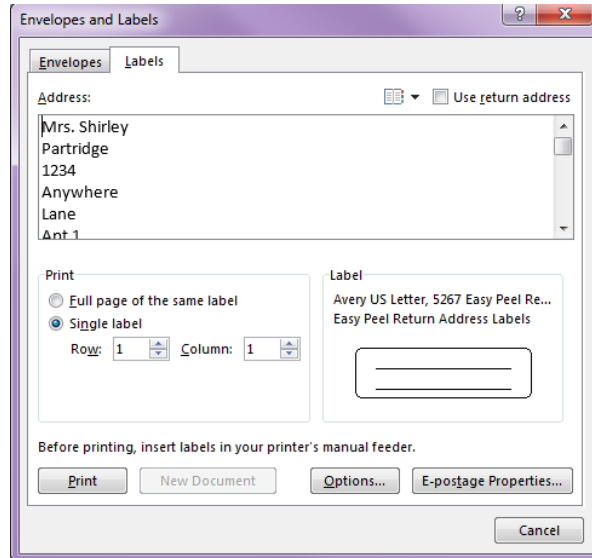 Envelopes and Labels
?
Envelopes Labels
Address:
Use return address
Mrs. Shirley
Partridge
1234
Anywhere
Lane
Apt 1
Print
Full page of the same label
Single label
Row: 1 Column: 1
Label
Avery US Letter, 5267 Easy Peel Re...
Easy Peel Return Address Labels
Before printing, insert labels in your printer's manual feeder.
Print New Document Options... E-postage Properties...
Cancel